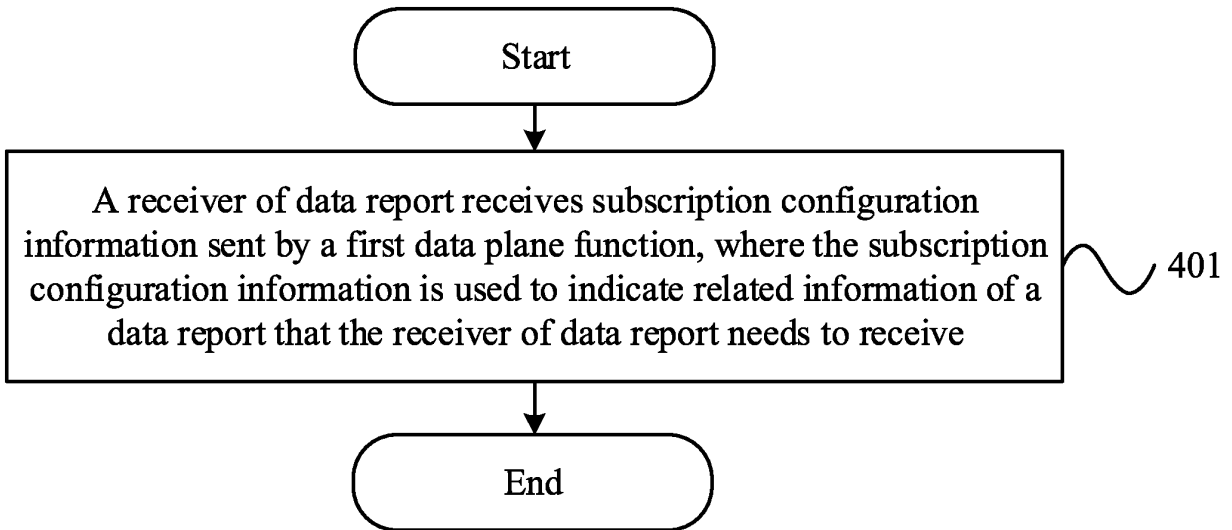 Start
A receiver of data report receives subscription configuration
information sent by a first data plane function, where the subscription
configuration information is used to indicate related information of a
data report that the receiver of data report needs to receive
401
End